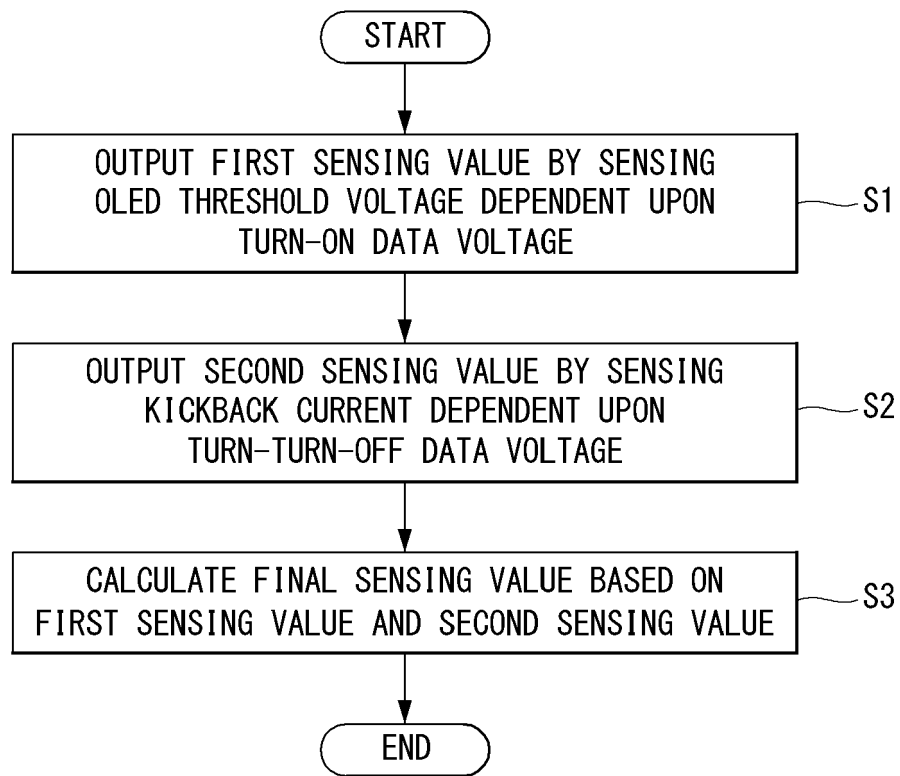 START
OUTPUT FIRST SENSING VALUE BY SENSING
OLED THRESHOLD VOLTAGE DEPENDENT UPON
TURN-ON DATA VOLTAGE
S1
OUTPUT SECOND SENSING VALUE BY SENSING
KICKBACK CURRENT DEPENDENT UPON
TURN-TURN-OFF DATA VOLTAGE
S2
CALCULATE FINAL SENSING VALUE BASED ON
FIRST SENSING VALUE AND SECOND SENSING VALUE
S3
END